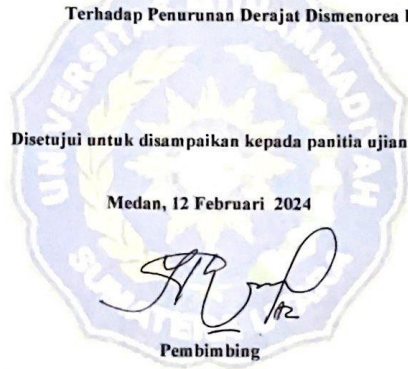 Terhadap Penurunan Derajat Dismenorea
Disetujui untuk disampaikan kepada panitia ujian
Medan, 12 Februari 2024
Pembimbing